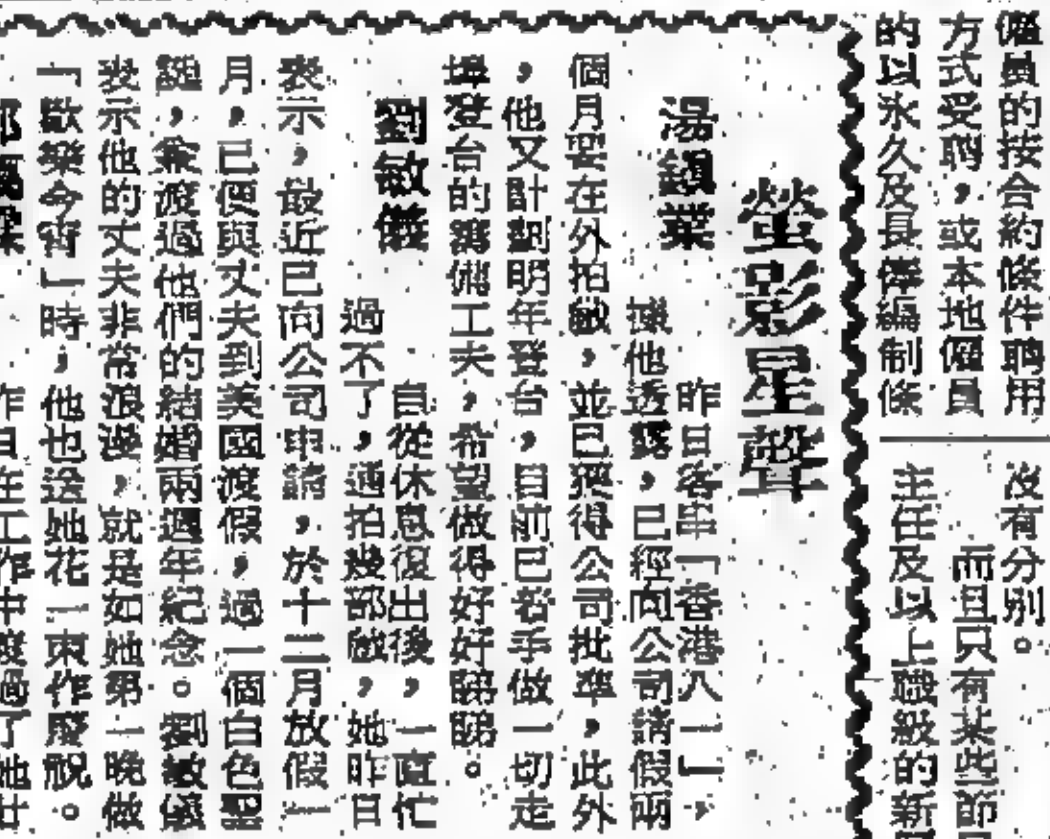 僱員的按合約條件聘用
方式受聘，或本地僱員
的以永久及長俸編制條
沒有分别。
而且只有某些部
主任及以上職級的新
螢影星聲
湯鎮業
昨日客串「香港八一」，
據他透露，已經向公司請假兩
個月要在外拍戲，並已獲得公司批準，此外
，他又計劃明年登台，目前已着手做一切走
埠登台的籌備工夫，希望做得好好睇睇。
劉敏儀
自從休息復出後，一直忙
過不了，連拍幾部戲，她昨日
表示，最近已向公司申請，於十二月放假一
月，已便與丈夫到美國渡假，過一個白色聖
誕，兼渡過他們的結婚兩週年紀念。劉敏儀
表示他的丈夫非常浪漫，就是如她第一晚做
「歡樂今宵」時，他也送她花一束作慶祝。
昨日在工作中渡過了她廿